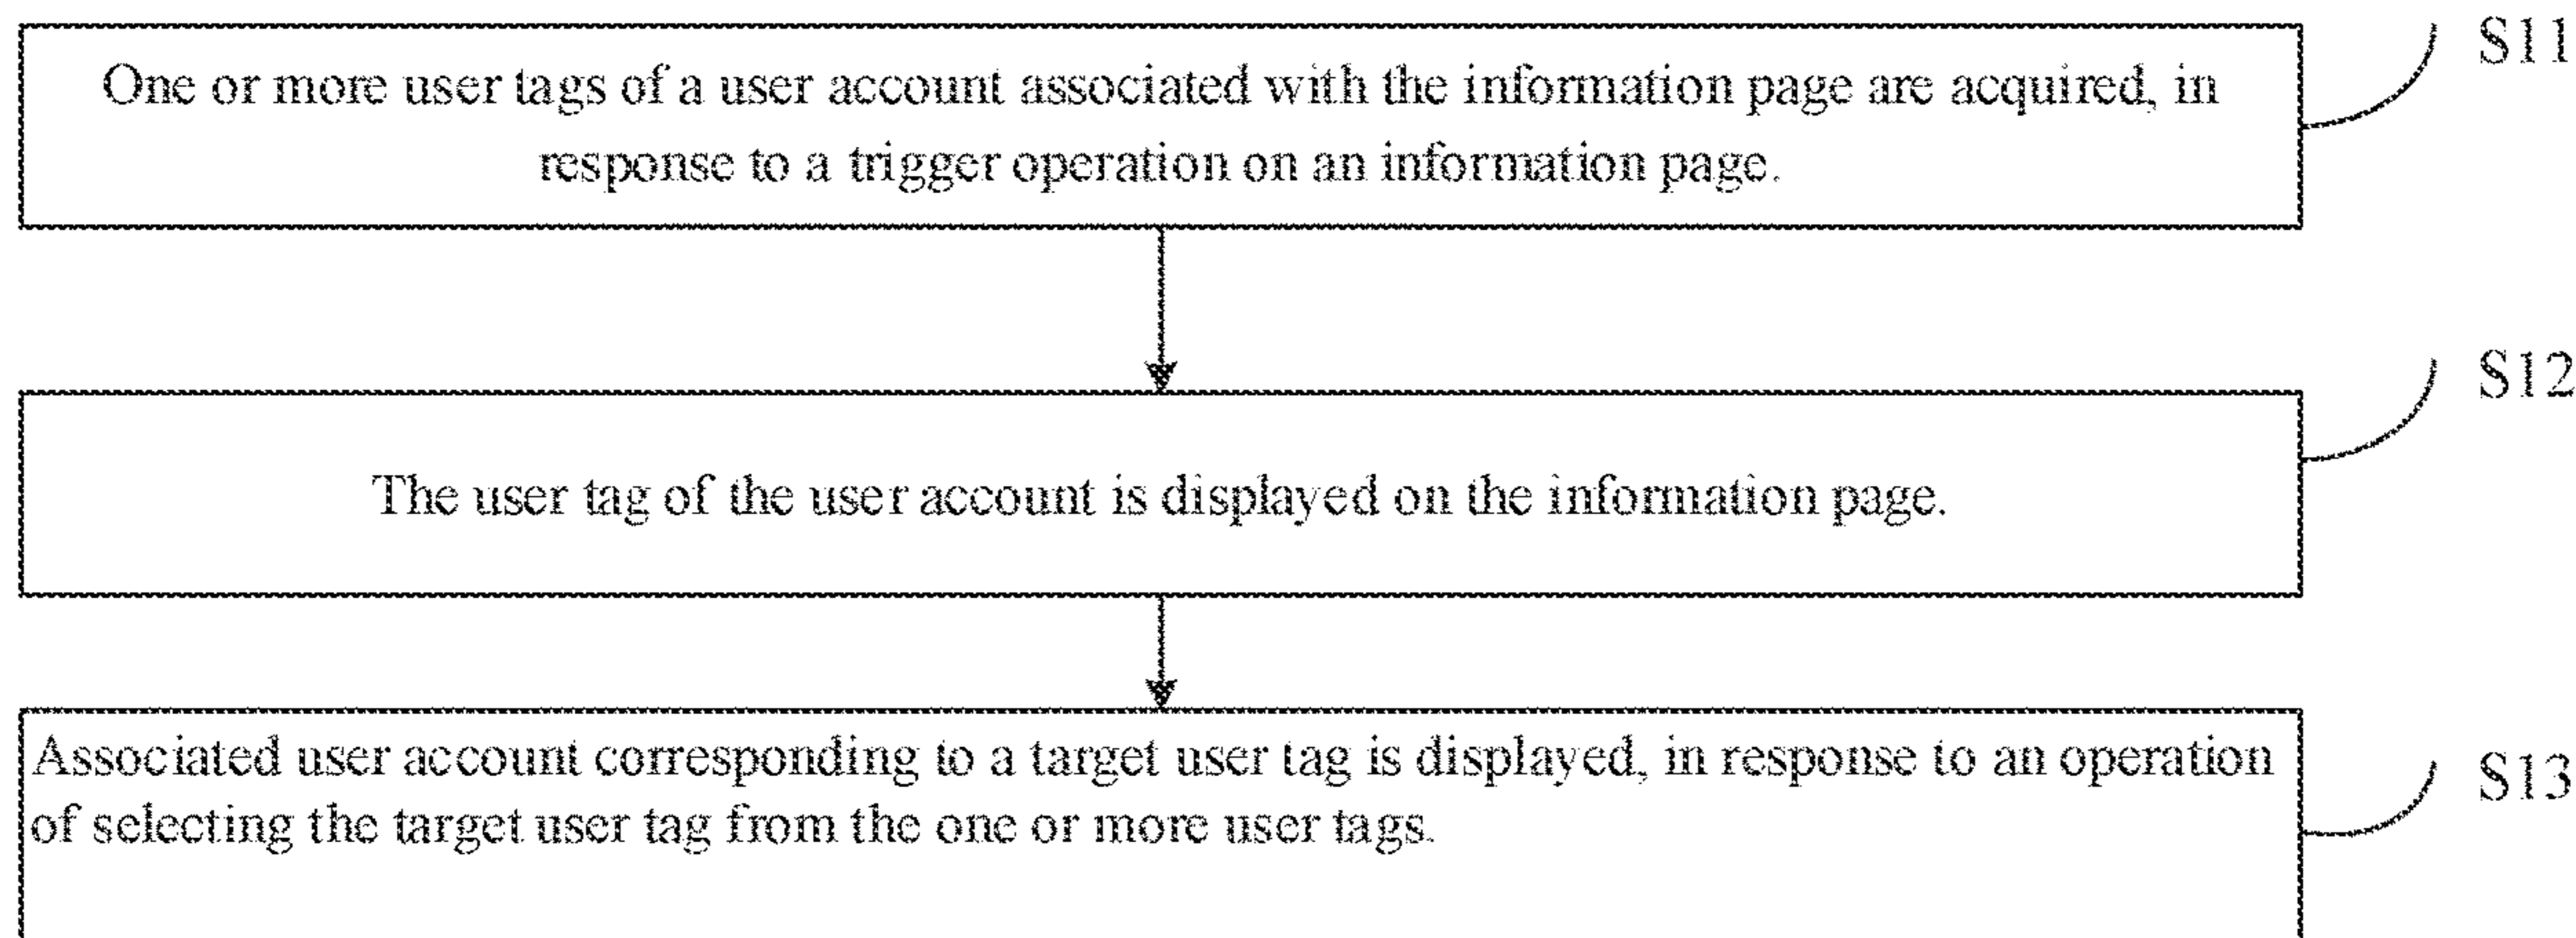 S11
One or more user tags of a user account associated with the information page are acquired, in
response to a trigger operation on an information page.
S12
The user tag of the user account is displayed on the information page.
Associated user account corresponding to a target user tag is displayed, in response to an operation
S13
of selecting the target user tag from the one or more user tags.